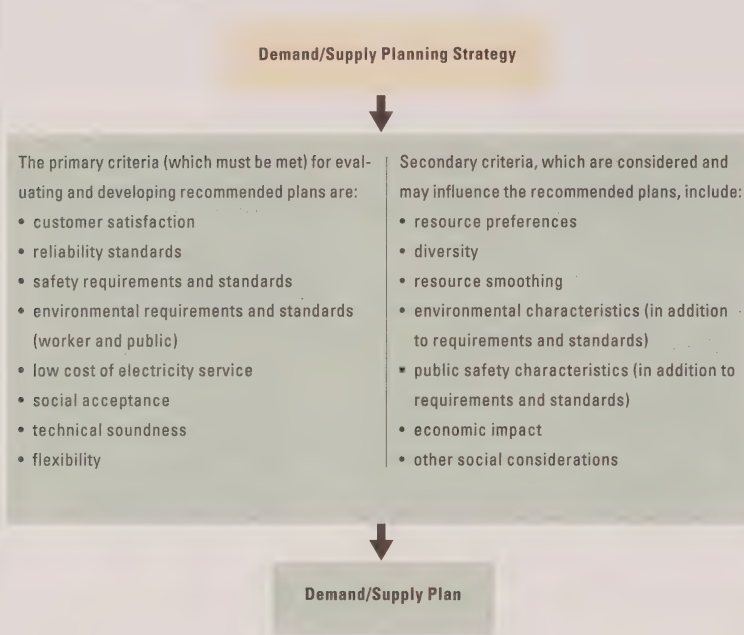 Demand/Supply Planning Strategy
The primary criteria (which must be met) for eval-
uating and developing recommended plans are:
• customer satisfaction
• reliability standards
• safety requirements and standards
• environmental requirements and standards
(worker and public)
• low cost of electricity service
• social acceptance
• technical soundness
• flexibility
Secondary criteria, which are considered and
may influence the recommended plans, include:
• resource preferences
• diversity
• resource smoothing
• environmental characteristics (in addition
to requirements and standards)
• public safety characteristics (in addition to
requirements and standards)
• economic impact
• other social considerations
Demand/Supply Plan